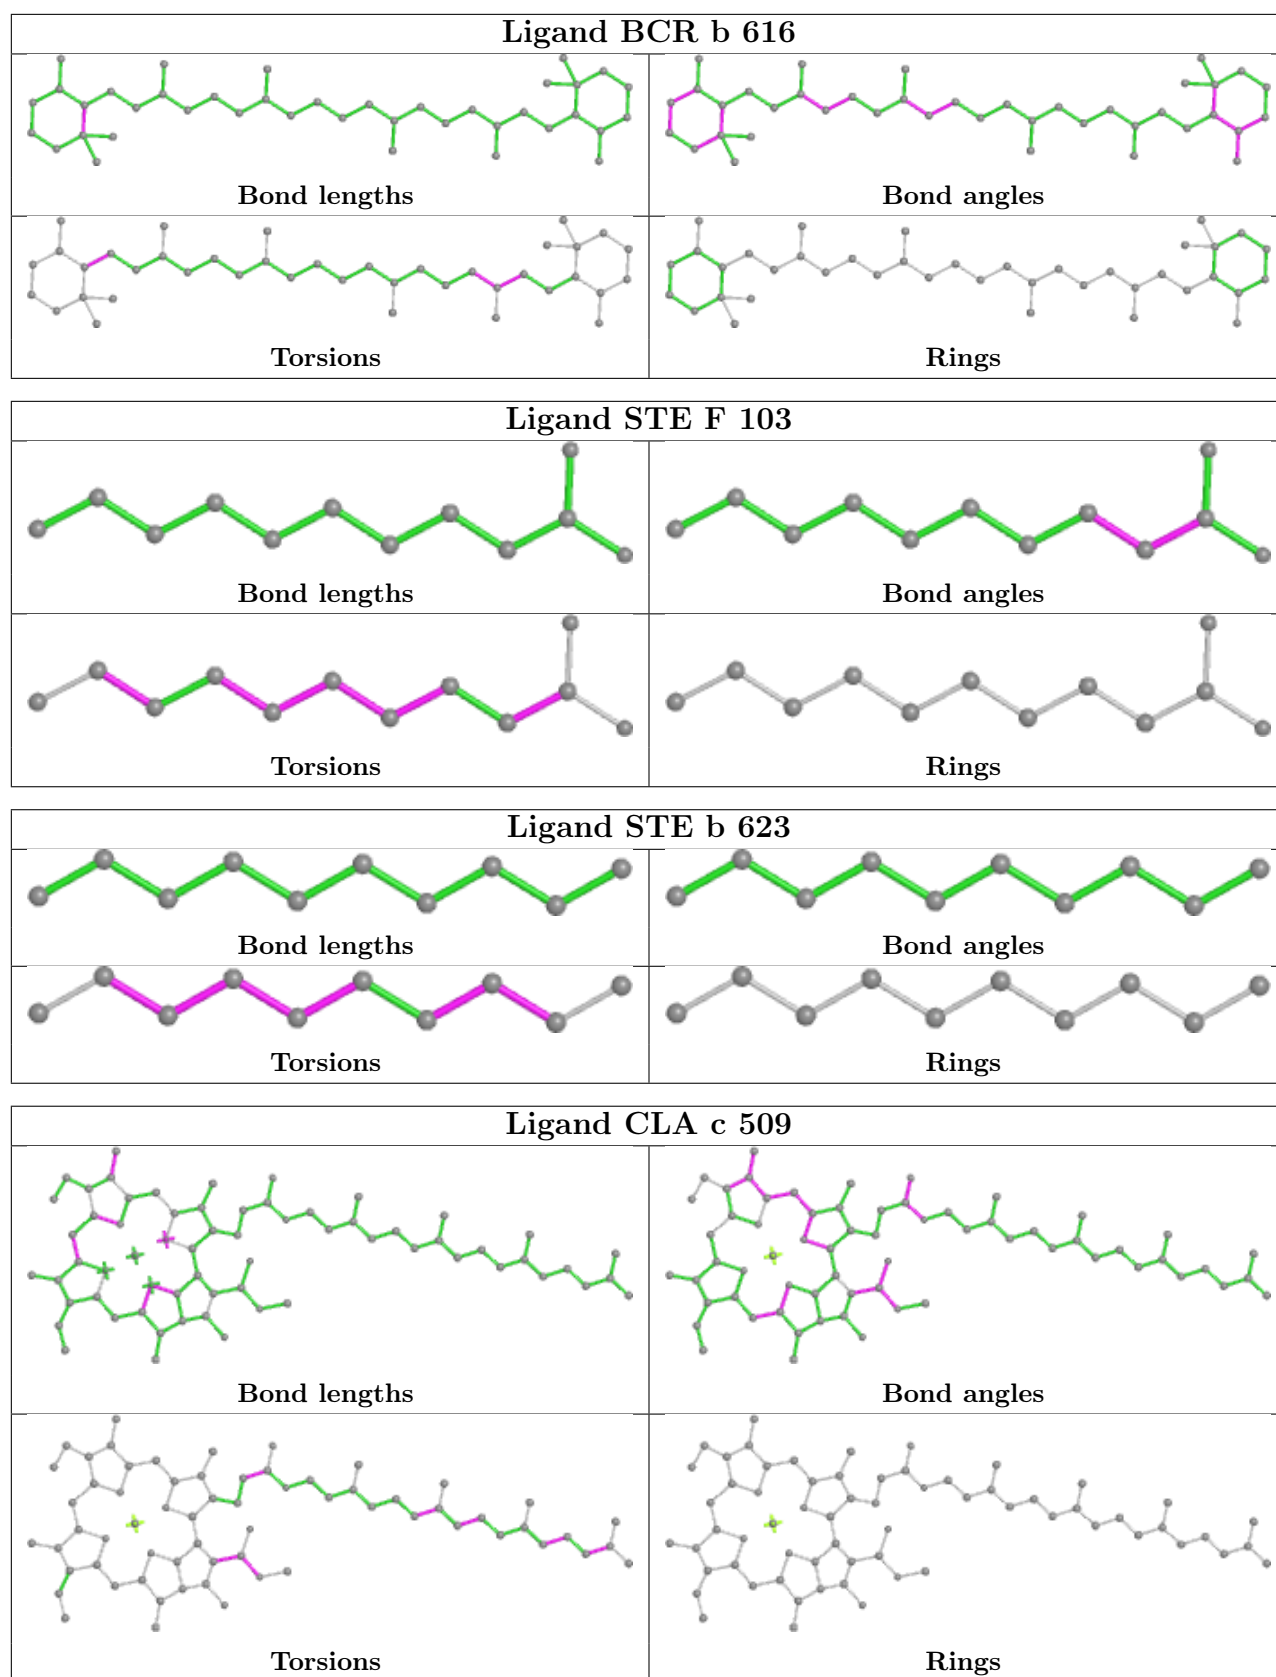 Ligand BCR b 616
Bond lengths
Bond angles
Torsions
Rings
Ligand STE F 103
Bond lengths
Bond angles
Torsions
Rings
Ligand STE b 623
Bond lengths
Bond angles
Torsions
Rings
Ligand CLA c 509
Bond lengths
Bond angles
Torsions
Rings